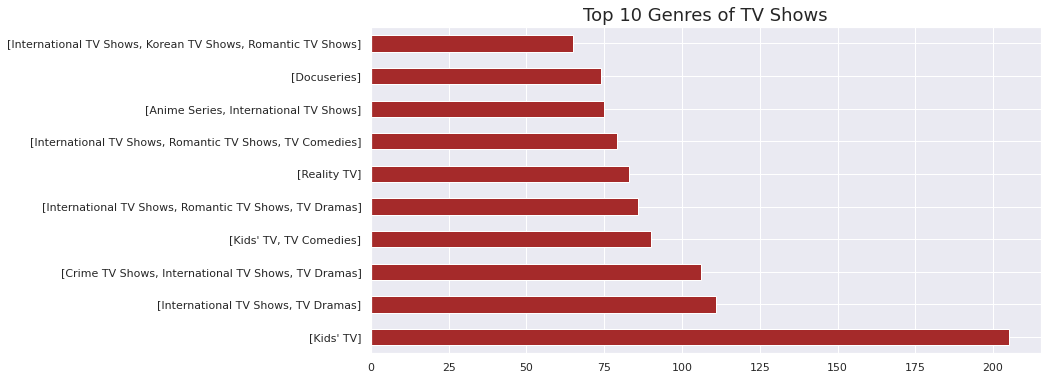 Top 10 Genres of TV Shows
[International TV Shows, Korean TV Shows, Romantic TV Shows]
[Docuseries]
[Anime Series, International TV Shows]
[International TV Shows, Romantic TV Shows, TV Comedies]
[Reality TV]
[International TV Shows, Romantic TV Shows, TV Dramas]
[Kids' TV, TV Comedies]
[Crime TV Shows, International TV Shows, TV Dramas]
[International TV Shows, TV Dramas]
[Kids' TV]
0 25 50 75 100 125 150 175 200